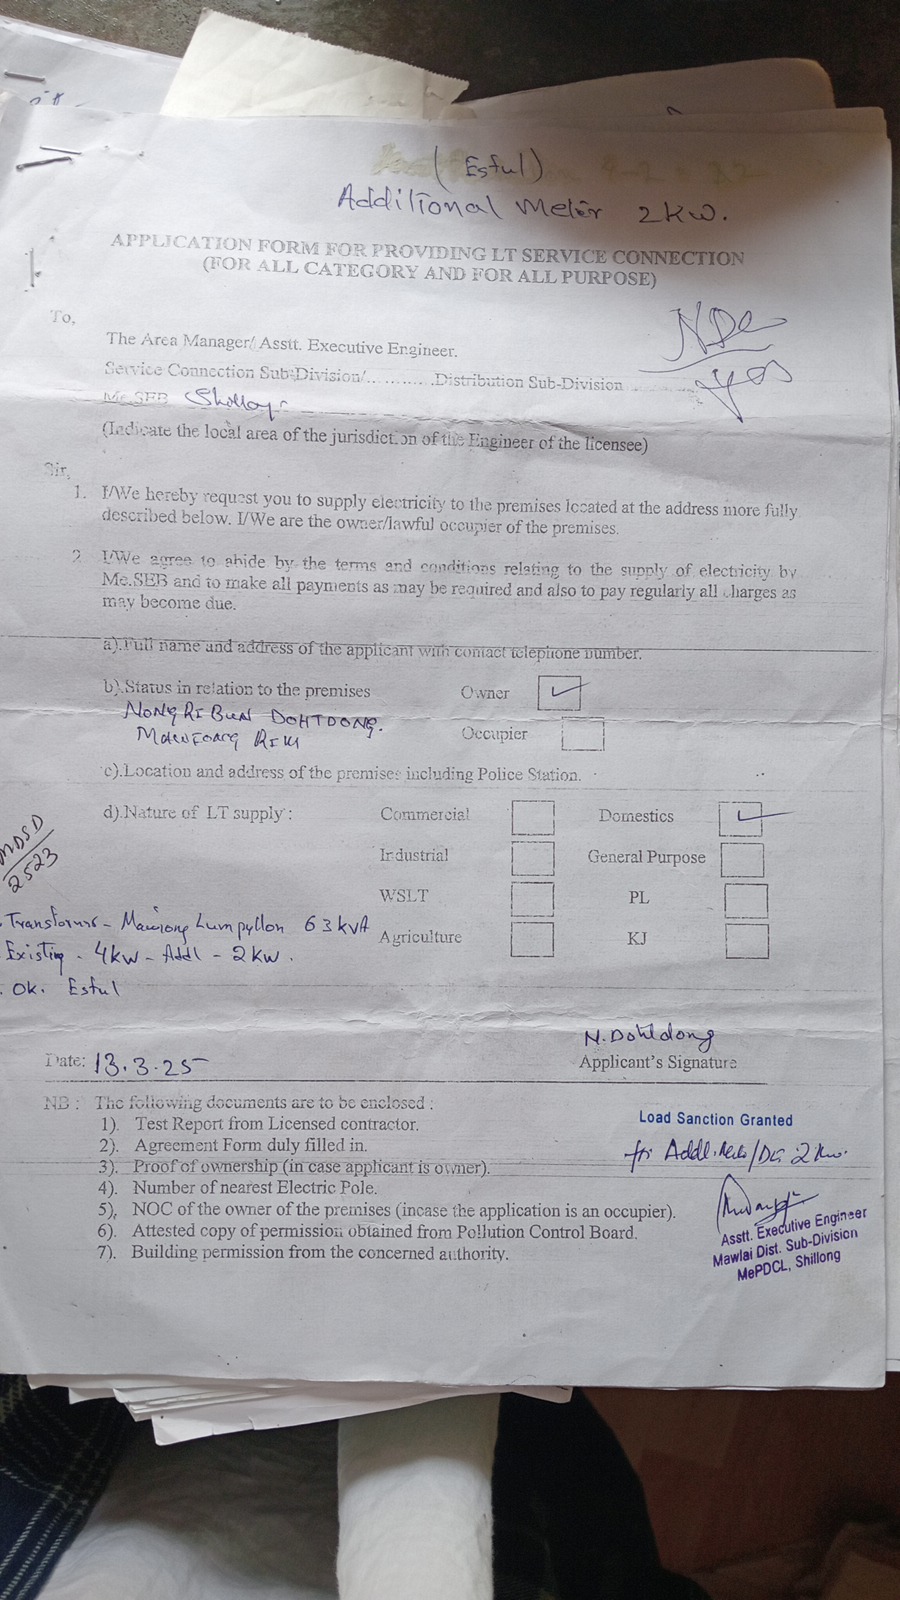 (Esful)
Additional Meter 2KW.
APPLICATION FORM FOR PROVIDING LT SERVICE CONNECTION
(FOR ALL CATEGORY AND FOR ALL PURPOSE)
To,
The Area Manager/ Asstt. Executive Engineer.
Service Connection Sub-Division/............Distribution Sub-Division
Me.SEB
(Indicate the local area of the jurisdiction of the Engineer of the licensee)
Sir,
1. I/We hereby request you to supply electricity to the premises located at the address more fully
described below. I/We are the owner/lawful occupier of the premises.
2. I/We agree to abide by the terms and conditions relating to the supply of electricity by
Me.SEB and to make all payments as may be required and also to pay regularly all charges as
may become due.
a).Full name and address of the applicant with contact telephone number.
b).Status in relation to the premises Owner
NONGRI BUN DOHTDONG.
Occupier
c).Location and address of the premises including Police Station.
d).Nature of LT supply : Commercial Domestics
Industrial General Purpose
MDSD
2523
WSLT PL
Transformer - Mawiong Lumpyllon 63 kVA
Agriculture KJ
Existing - 4kw - Addl - 2kw.
OK. Esful
N. Dohtdong
Date: 13.3.25 Applicant's Signature
NB : The following documents are to be enclosed :
1). Test Report from Licensed contractor.
2). Agreement Form duly filled in.
3). Proof of ownership (in case applicant is owner).
4). Number of nearest Electric Pole.
5), NOC of the owner of the premises (incase the application is an occupier).
6). Attested copy of permission obtained from Pollution Control Board.
7). Building permission from the concerned authority.
Load Sanction Granted
for Addl. 2 Kw.
Asstt. Executive Engineer
Mawlai Dist. Sub-Division
MePDCL, Shillong